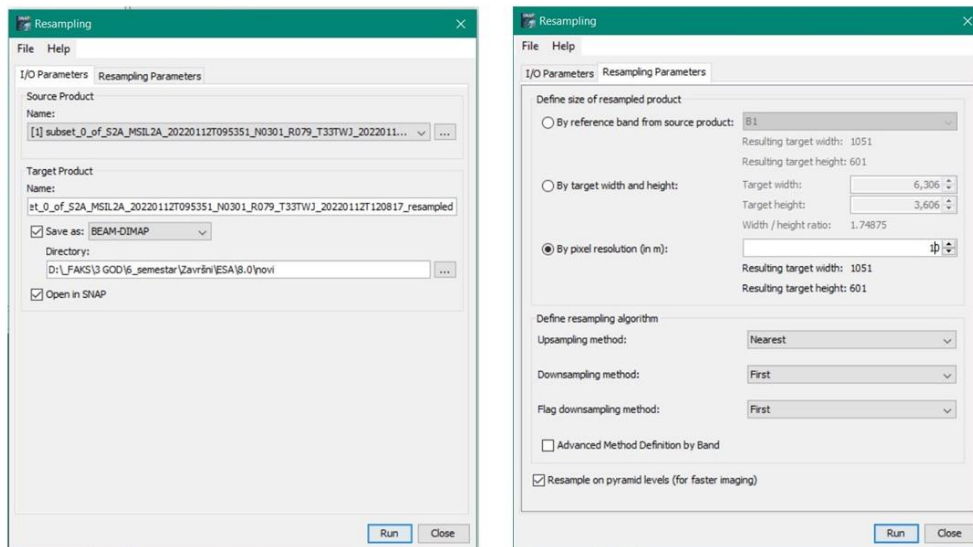 Resampling
File Help
I/O Parameters Resampling Parameters
Source Product
Name:
[1] subset_0_of_S2A_MSIL2A_20220112T095351_N0301_R079_T33TWJ_2022011... ...
Target Product
Name:
et_0_of_S2A_MSIL2A_20220112T095351_N0301_R079_T33TWJ_20220112T120817_resampled
Save as: BEAM-DIMAP
Directory:
D:\_FAKS\3 GOD\6_semestar\Završni\ESA\8.0\novi ...
Open in SNAP
Run Close
Resampling
File Help
I/O Parameters Resampling Parameters
Define size of resampled product
By reference band from source product: B1
Resulting target width: 1051
Resulting target height: 601
By target width and height: Target width: 6,306
Target height: 3,606
Width / height ratio: 1.74875
By pixel resolution (in m): 10
Resulting target width: 1051
Resulting target height: 601
Define resampling algorithm
Upsampling method: Nearest
Downsampling method: First
Flag downsampling method: First
Advanced Method Definition by Band
Resample on pyramid levels (for faster imaging)
Run Close